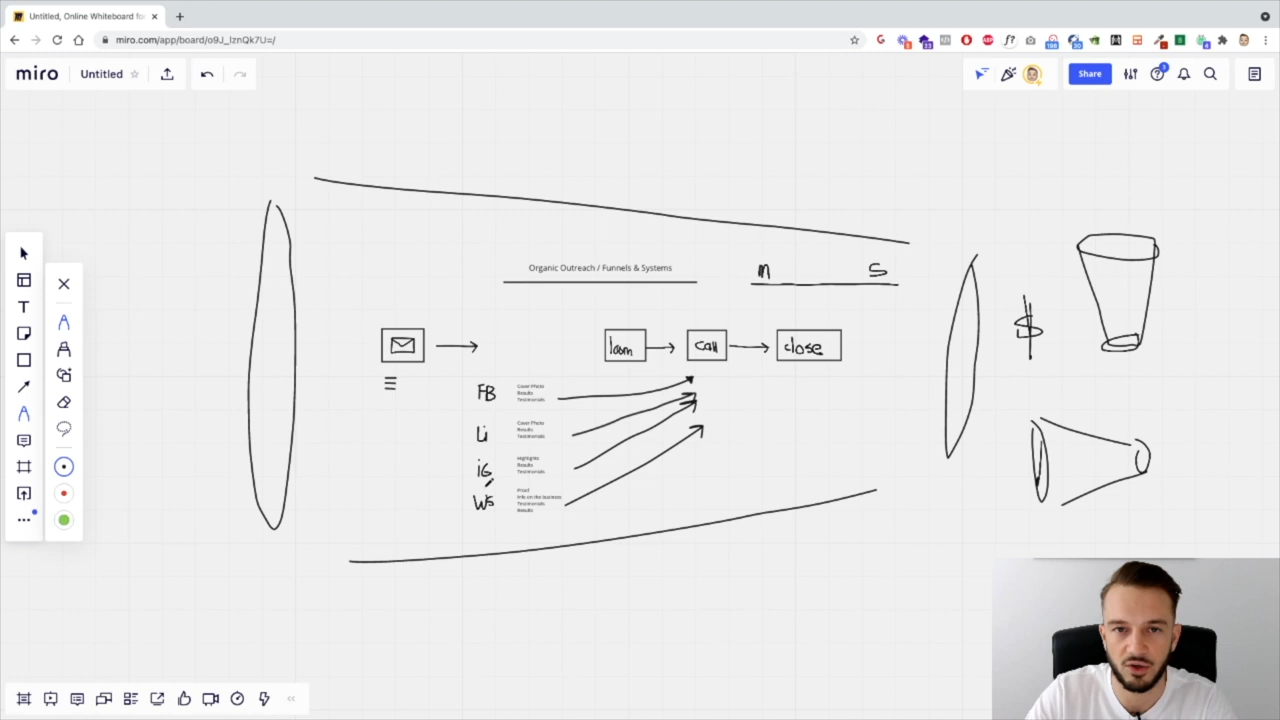 Untitled, Online Whiteboard fo
miro.com/app/board/o9J_lznQk7U=/
miro
Untitled
Share
Organic Outreach / Funnels & Systems
m
S
loom
call
close
FB
Cover Photo
Results
Testimonials
Li
Cover Photo
Results
Testimonials
iG
Highlights
Results
Testimonials
WS
Proof
Info on the business
Testimonials
Results
$